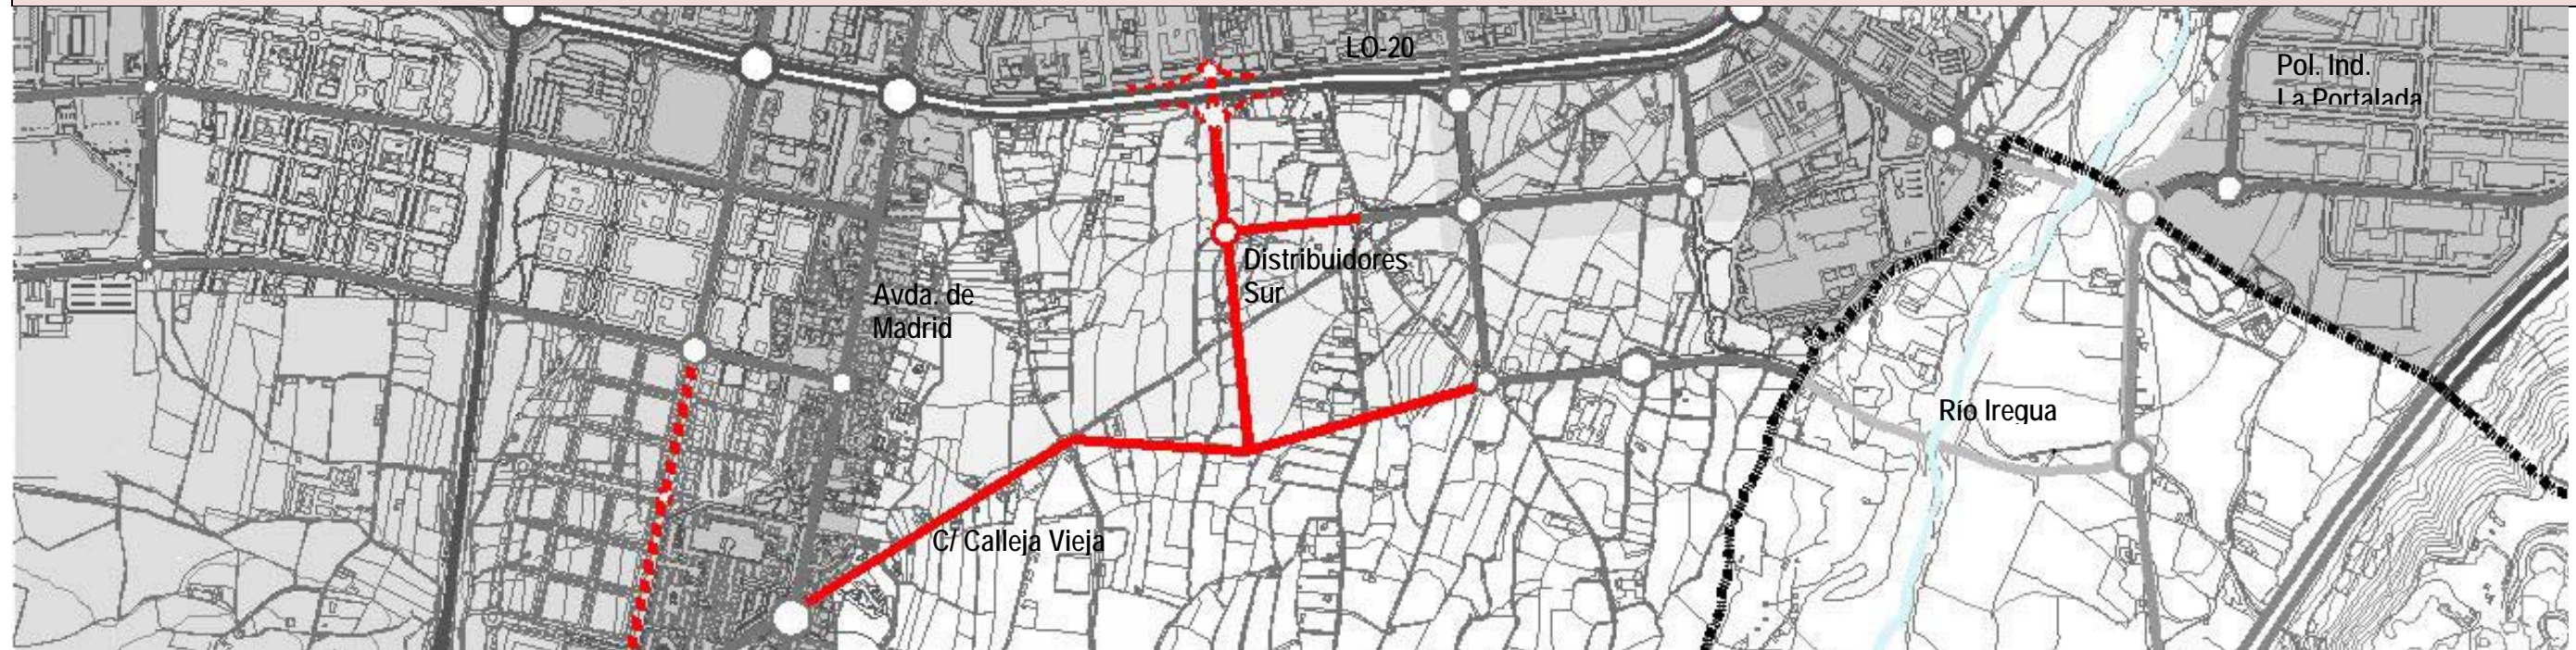 LO-20
Pol. Ind.
La Portalada
Distribuidores
Sur
Avda. de
Madrid
Río Iregua
C/ Calleja Vieja